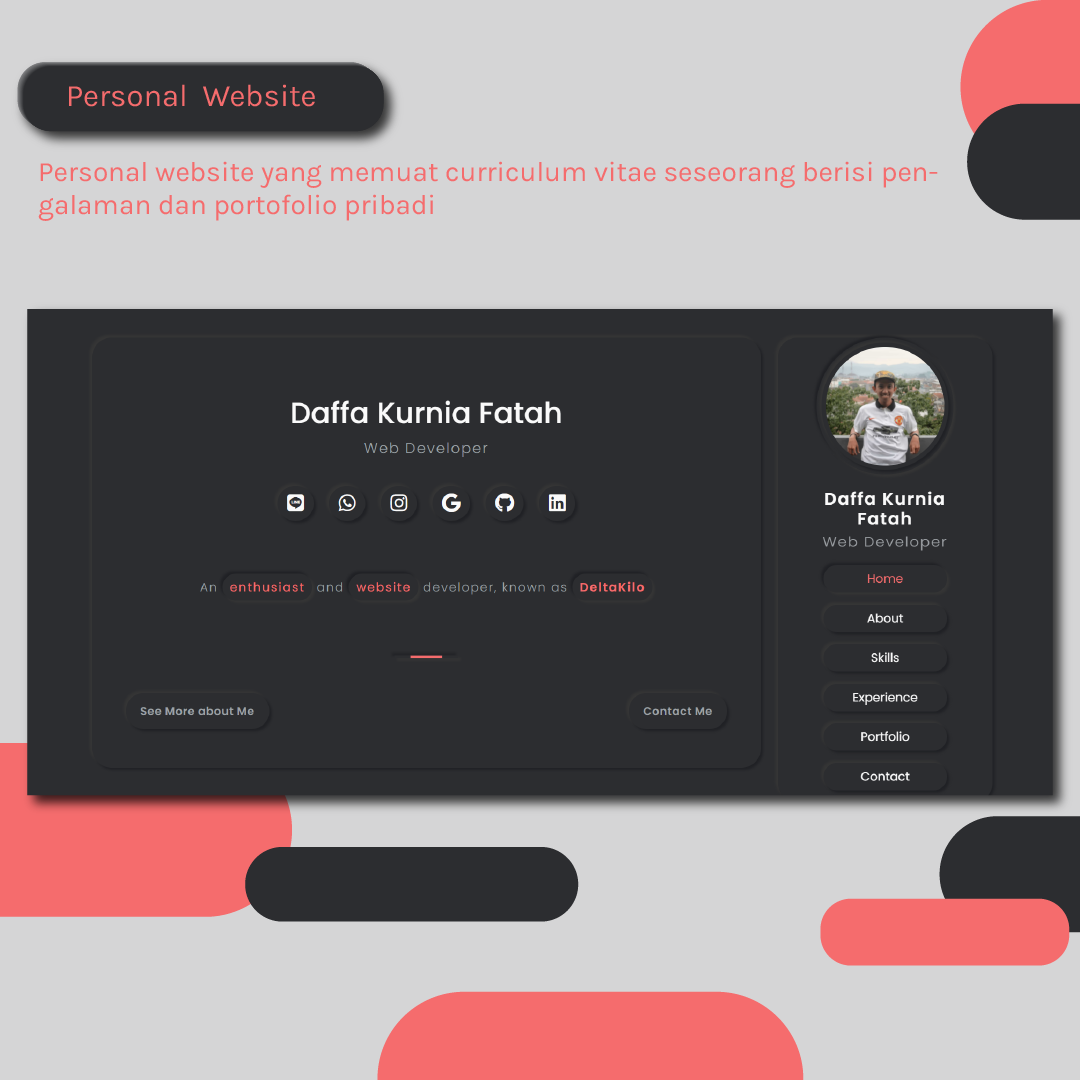 Personal Website
Personal website yang memuat curriculum vitae seseorang berisi pen-
galaman dan portofolio pribadi
Daffa Kurnia Fatah
Web Developer
An enthusiast and website developer, known as DeltaKilo
See More about Me
Contact Me
Daffa Kurnia
Fatah
Web Developer
Home
About
Skills
Experience
Portfolio
Contact